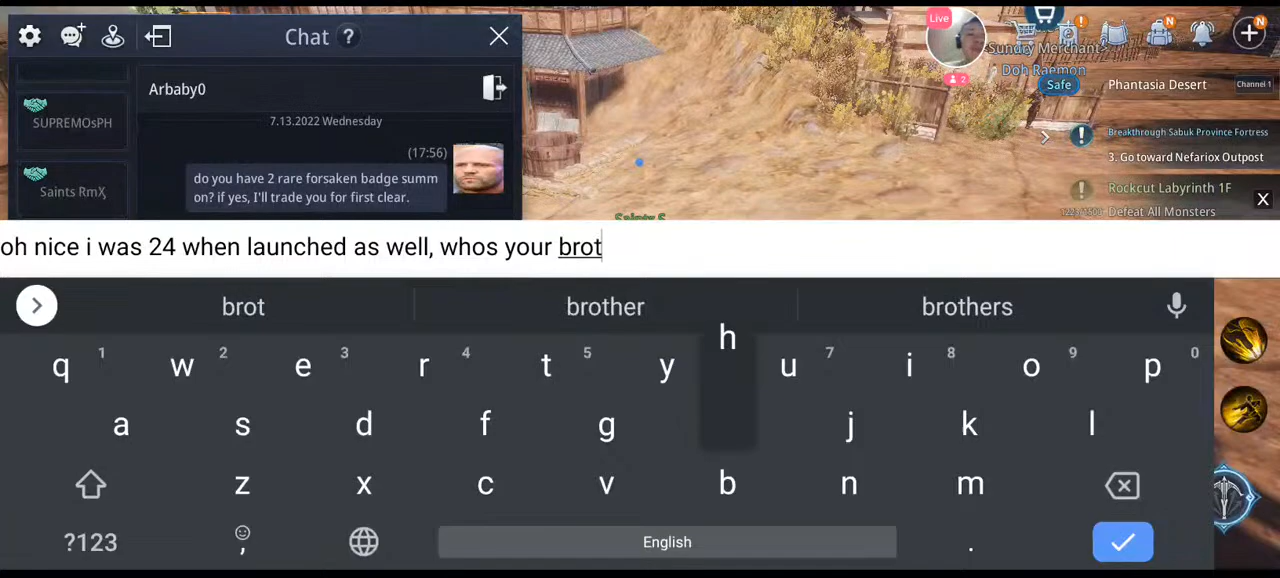 Chat ?
Live
2
Sundry Merchant
Doh Raemon
Safe
Phantasia Desert
Channel 1
N
N
SUPREMOsPH
Saints RmX
Arbaby0
7.13.2022 Wednesday
(17:56)
do you have 2 rare forsaken badge summ
on? if yes, I'll trade you for first clear.
Breakthrough Sabuk Province Fortress
3. Go toward Nefariox Outpost
Rockcut Labyrinth 1F
Defeat All Monsters
X
oh nice i was 24 when launched as well, whos your brot
brot brother brothers
h
q 1 w 2 e 3 r 4 t 5 y u 7 i 8 o 9 p 0
a s d f g j k l
z x c v b n m
?123 , English .